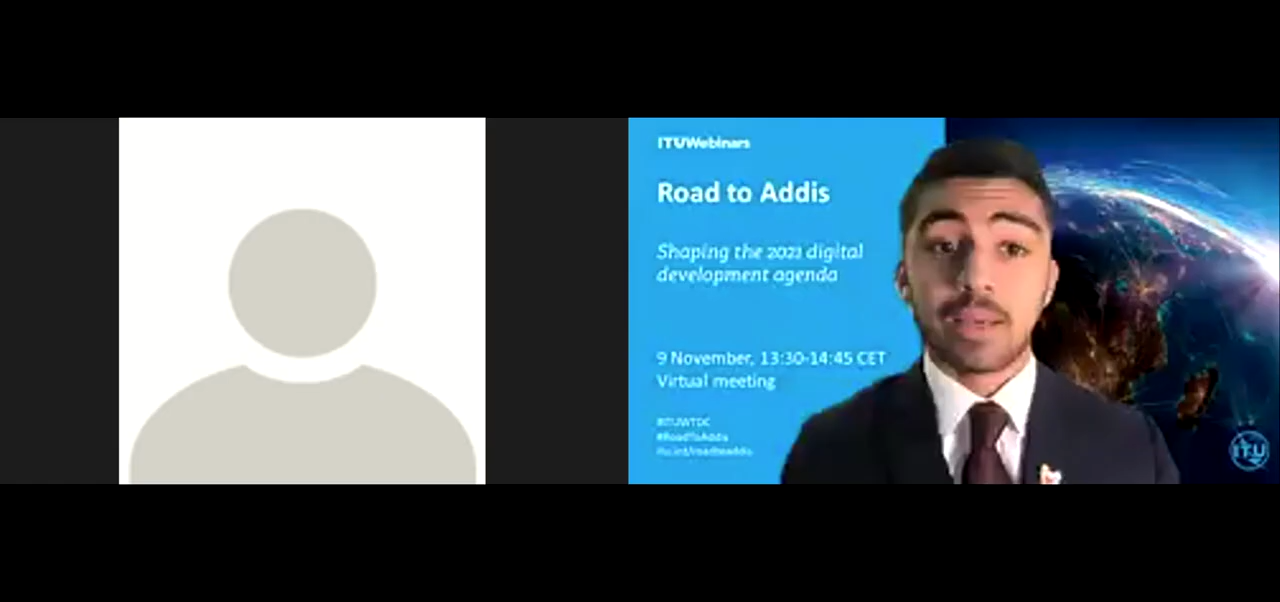 ITUWebinars
Road to Addis
Shaping the 2021 digital
development agenda
9 November, 13:30-14:45 CET
Virtual meeting
#ITUWTDC
#RoadToAddis
itu.int/roadtoaddis
ITU